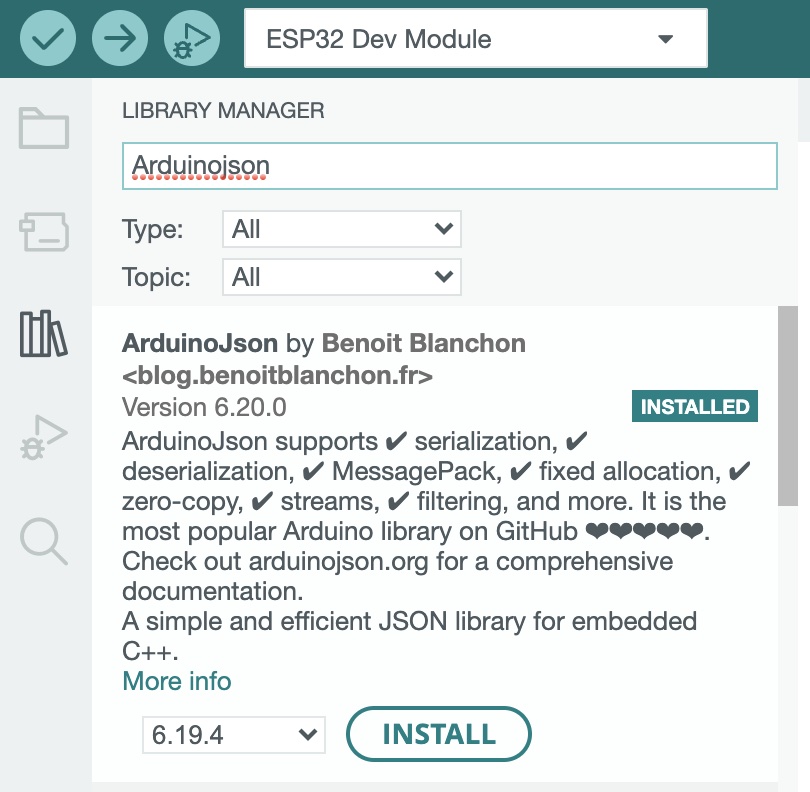 ESP32 Dev Module
LIBRARY MANAGER
Arduinojson
Type: All
Topic: All
ArduinoJson by Benoit Blanchon
<blog.benoitblanchon.fr>
Version 6.20.0 INSTALLED
ArduinoJson supports ✔ serialization, ✔
deserialization, ✔ MessagePack, ✔ fixed allocation, ✔
zero-copy, ✔ streams, ✔ filtering, and more. It is the
most popular Arduino library on GitHub ❤❤❤❤❤.
Check out arduinojson.org for a comprehensive
documentation.
A simple and efficient JSON library for embedded
C++.
More info
6.19.4 INSTALL